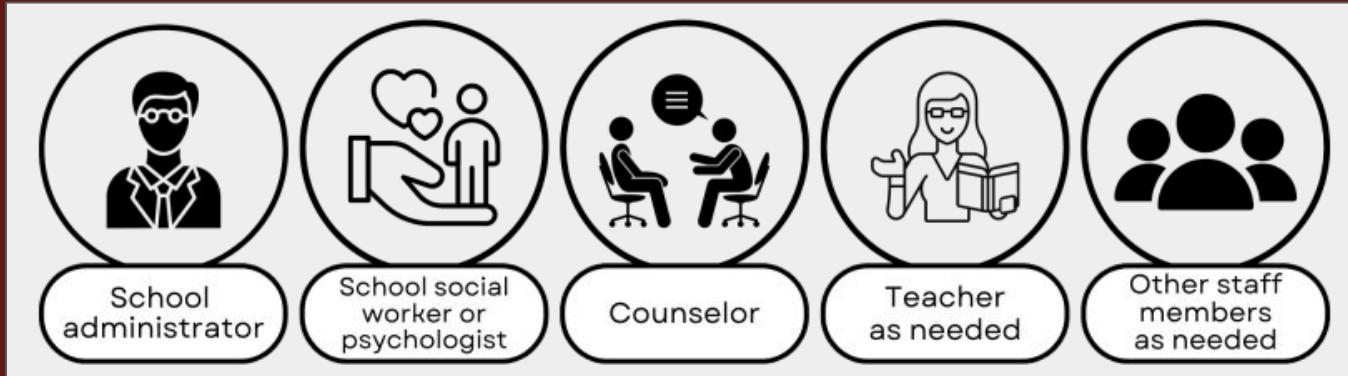 School
administrator
School social
worker or
psychologist
Counselor
Teacher
as needed
Other staff
members
as needed